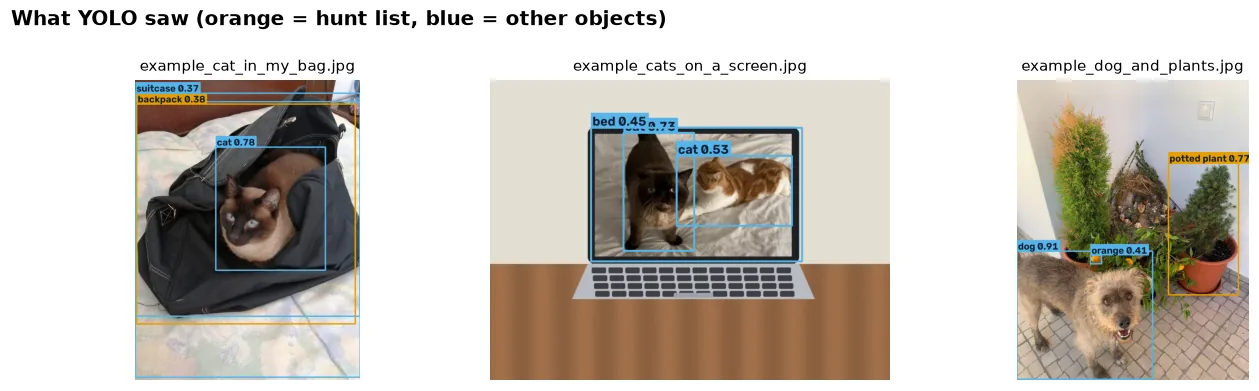 What YOLO saw (orange = hunt list, blue = other objects)
example_cat_in_my_bag.jpg
suitcase 0.37
backpack 0.38
cat 0.78
example_cats_on_a_screen.jpg
bed 0.45
cat 0.73
cat 0.53
example_dog_and_plants.jpg
potted plant 0.77
dog 0.91
orange 0.41